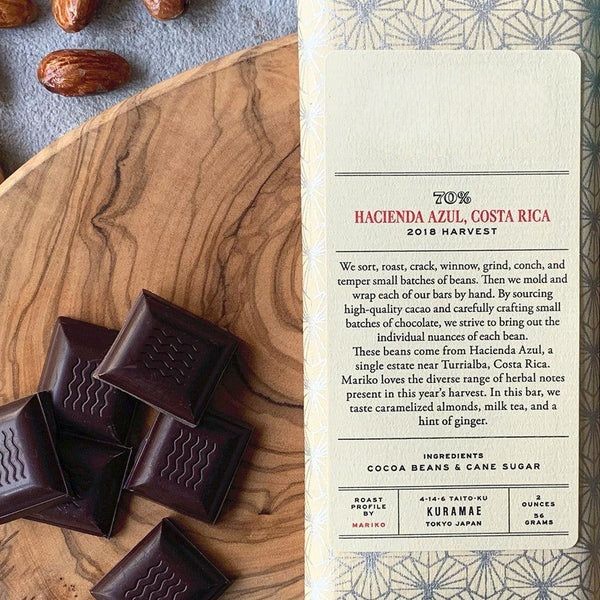 70%
HACIENDA AZUL, COSTA RICA
2018 HARVEST
We sort, roast, crack, winnow, grind, conch, and
temper small batches of beans. Then we mold and
wrap each of our bars by hand. By sourcing
high-quality cacao and carefully crafting small
batches of chocolate, we strive to bring out the
individual nuances of each bean.
These beans come from Hacienda Azul, a
single estate near Turrialba, Costa Rica.
Mariko loves the diverse range of herbal notes
present in this year's harvest. In this bar, we
taste caramelized almonds, milk tea, and a
hint of ginger.
INGREDIENTS
COCOA BEANS & CANE SUGAR
ROAST
PROFILE
BY
MARIKO
4-14-6 TAITO-KU
KURAMAE
TOKYO JAPAN
2
OUNCES
56
GRAMS